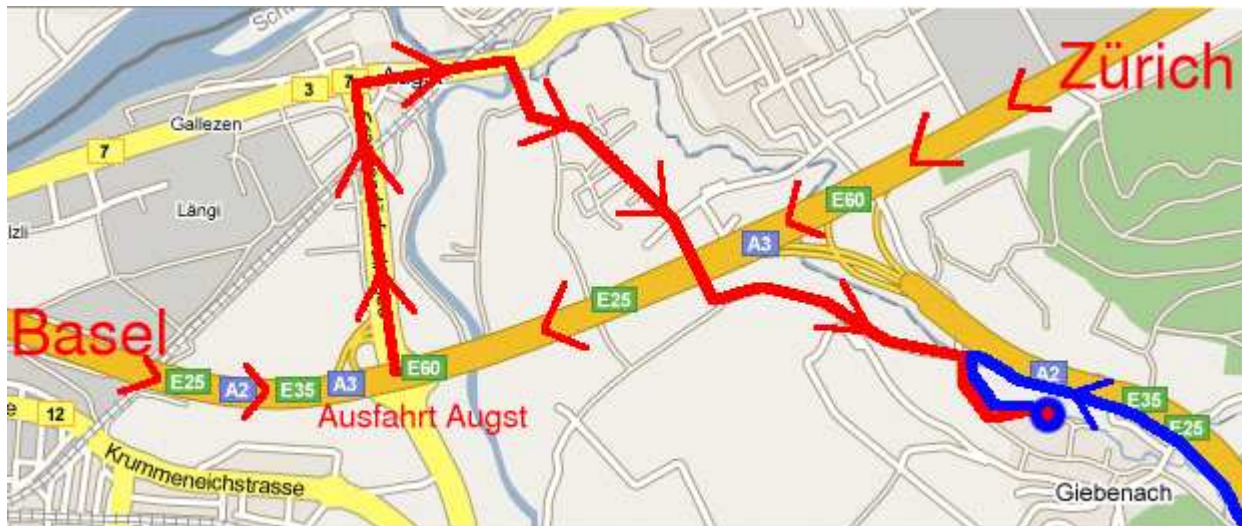 Zürich
3
7
7
Gallezen
Längi
E60
A3
E25
Basel
E25
A2
E35
A3
E60
A2
E35
E25
Ausfahrt Augst
12
Krummeneichstrasse
Giebenach